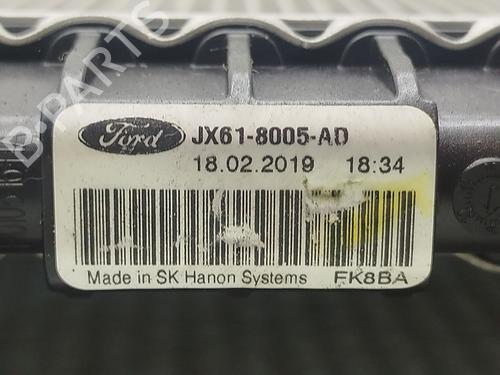 B-PARTS
Ford
JX61-8005-AD
18.02.2019 18:34
Made in SK Hanon Systems FK8BA